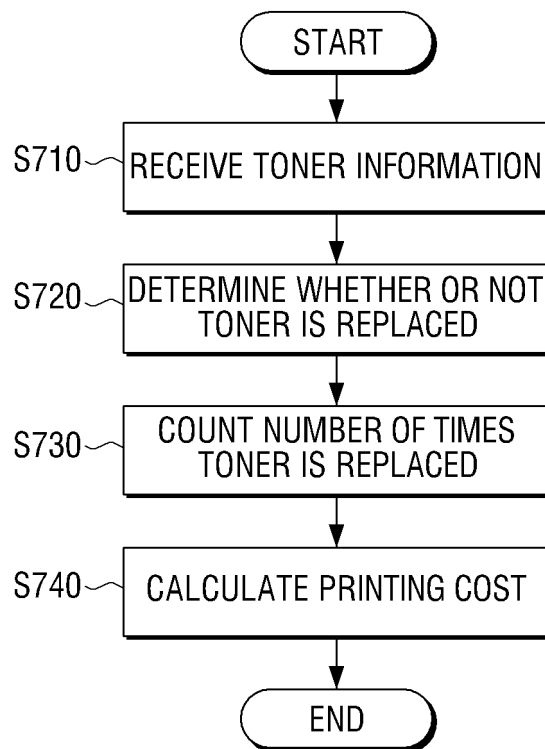 START
S710
RECEIVE TONER INFORMATION
S720
DETERMINE WHETHER OR NOT
TONER IS REPLACED
S730
COUNT NUMBER OF TIMES
TONER IS REPLACED
S740
CALCULATE PRINTING COST
END